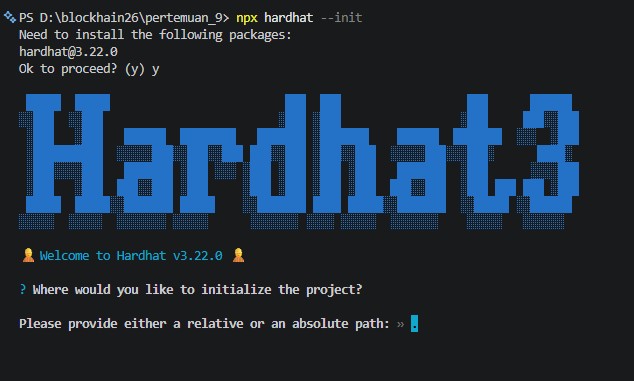 PS D:\blockhain26\pertemuan_9> npx hardhat --init
Need to install the following packages:
hardhat@3.22.0
Ok to proceed? (y) y
Hardhat 3
👷 Welcome to Hardhat v3.22.0 👷
? Where would you like to initialize the project?
Please provide either a relative or an absolute path: » .